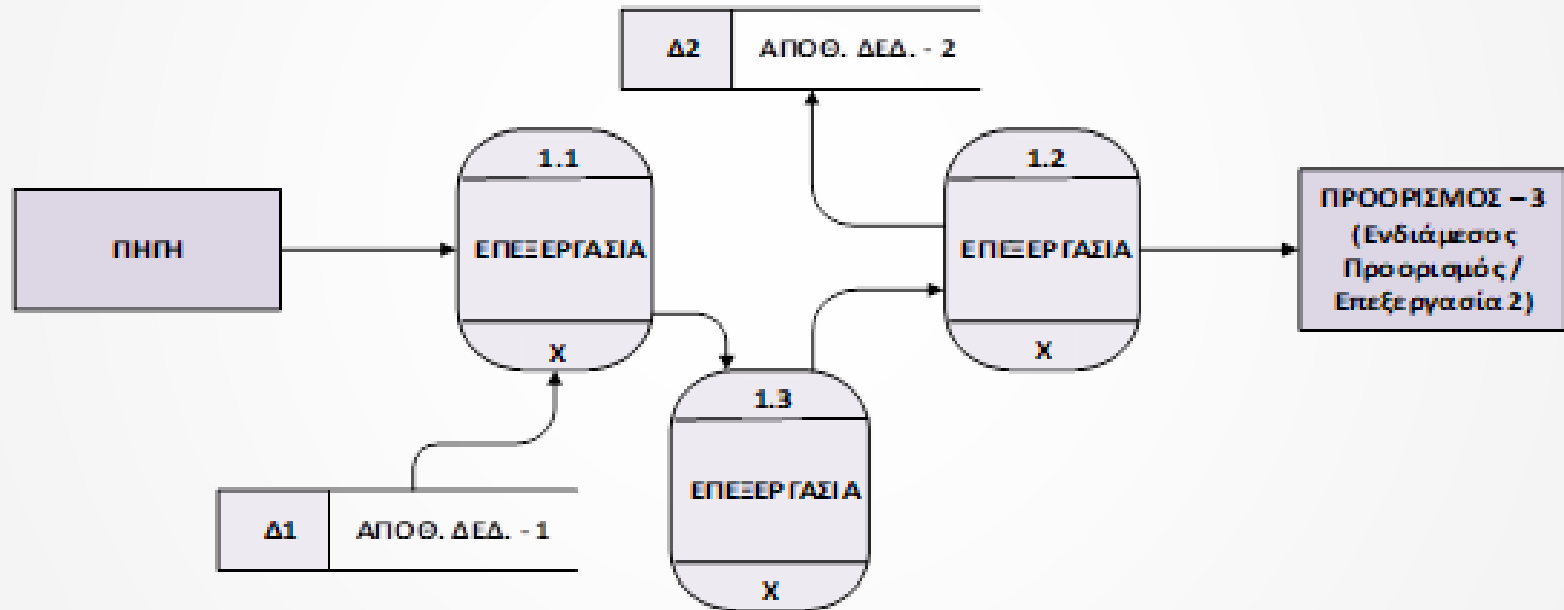 Δ2 ΑΠΟΘ. ΔΕΔ. - 2
1.1
1.2
ΠΗΓΗ
ΕΠΕΞΕΡΓΑΣΙΑ
ΕΠΕΞΕΡΓΑΣΙΑ
ΠΡΟΟΡΙΣΜΟΣ – 3
(Ενδιάμεσος
Προορισμός /
Επεξεργασία 2)
X
X
1.3
ΕΠΕΞΕΡΓΑΣΙΑ
Δ1 ΑΠΟΘ. ΔΕΔ. - 1
X